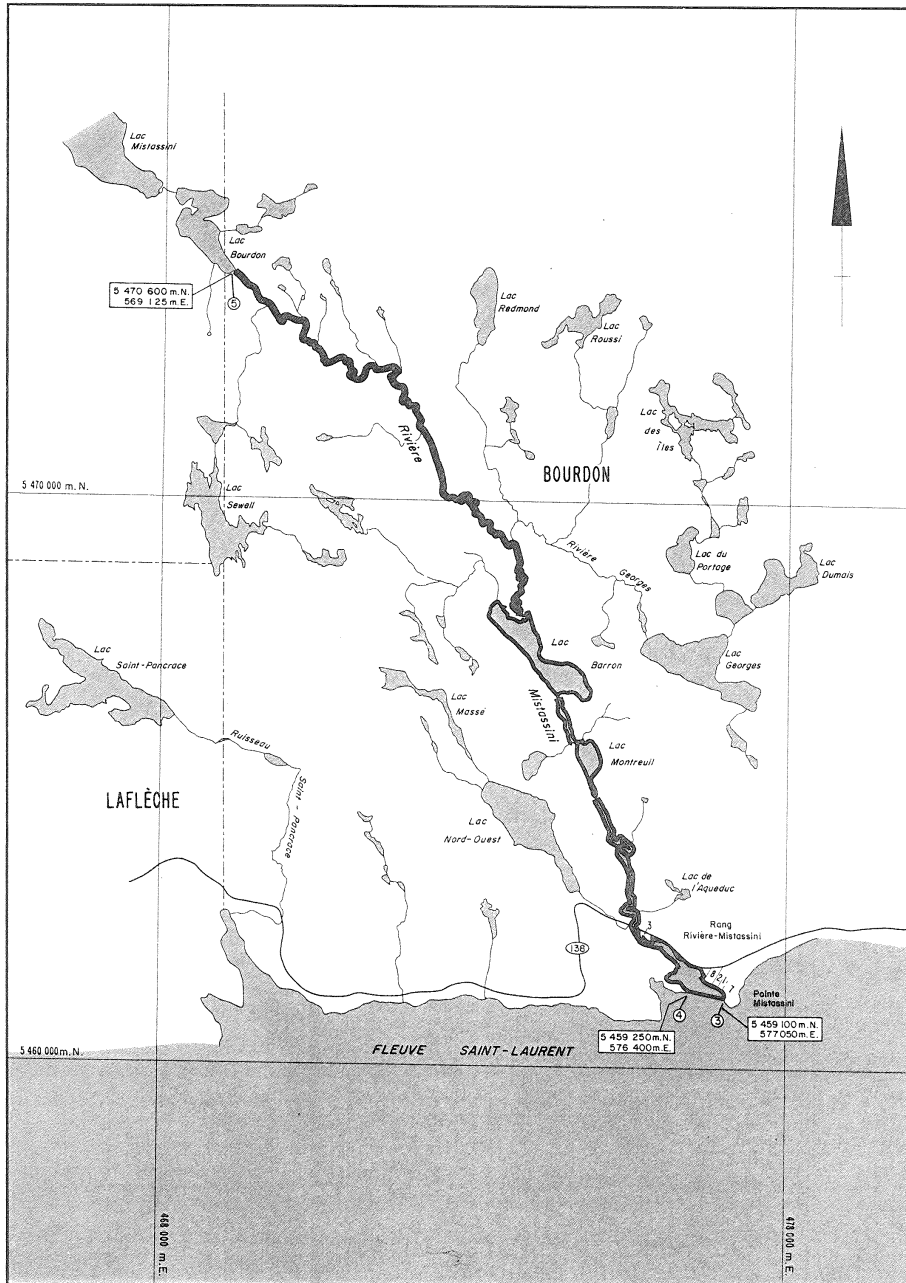 Lac
Mistassini
Lac
Bourdon
5 470 600 m.N.
569 125 m.E.
5
Lac
Redmond
Lac
Roussi
Lac
des
Îles
Rivière
BOURDON
5 470 000 m. N.
Lac
Sewell
Rivière
Georges
Lac du
Portage
Lac
Dumais
Lac
Saint-Pancrace
Lac
Barron
Lac
Georges
Lac
Massé
Mistassini
Ruisseau
Saint-Pancrace
Lac
Montreuil
LAFLÈCHE
Lac
Nord-Ouest
Lac de
l'Aqueduc
3
Rang
Rivière-Mistassini
138
Pointe
Mistassini
4
3
5 459 250 m.N.
576 400 m.E.
5 459 100 m.N.
577 050 m.E.
5 460 000 m. N.
FLEUVE SAINT-LAURENT
468 000 m.E.
478 000 m.E.